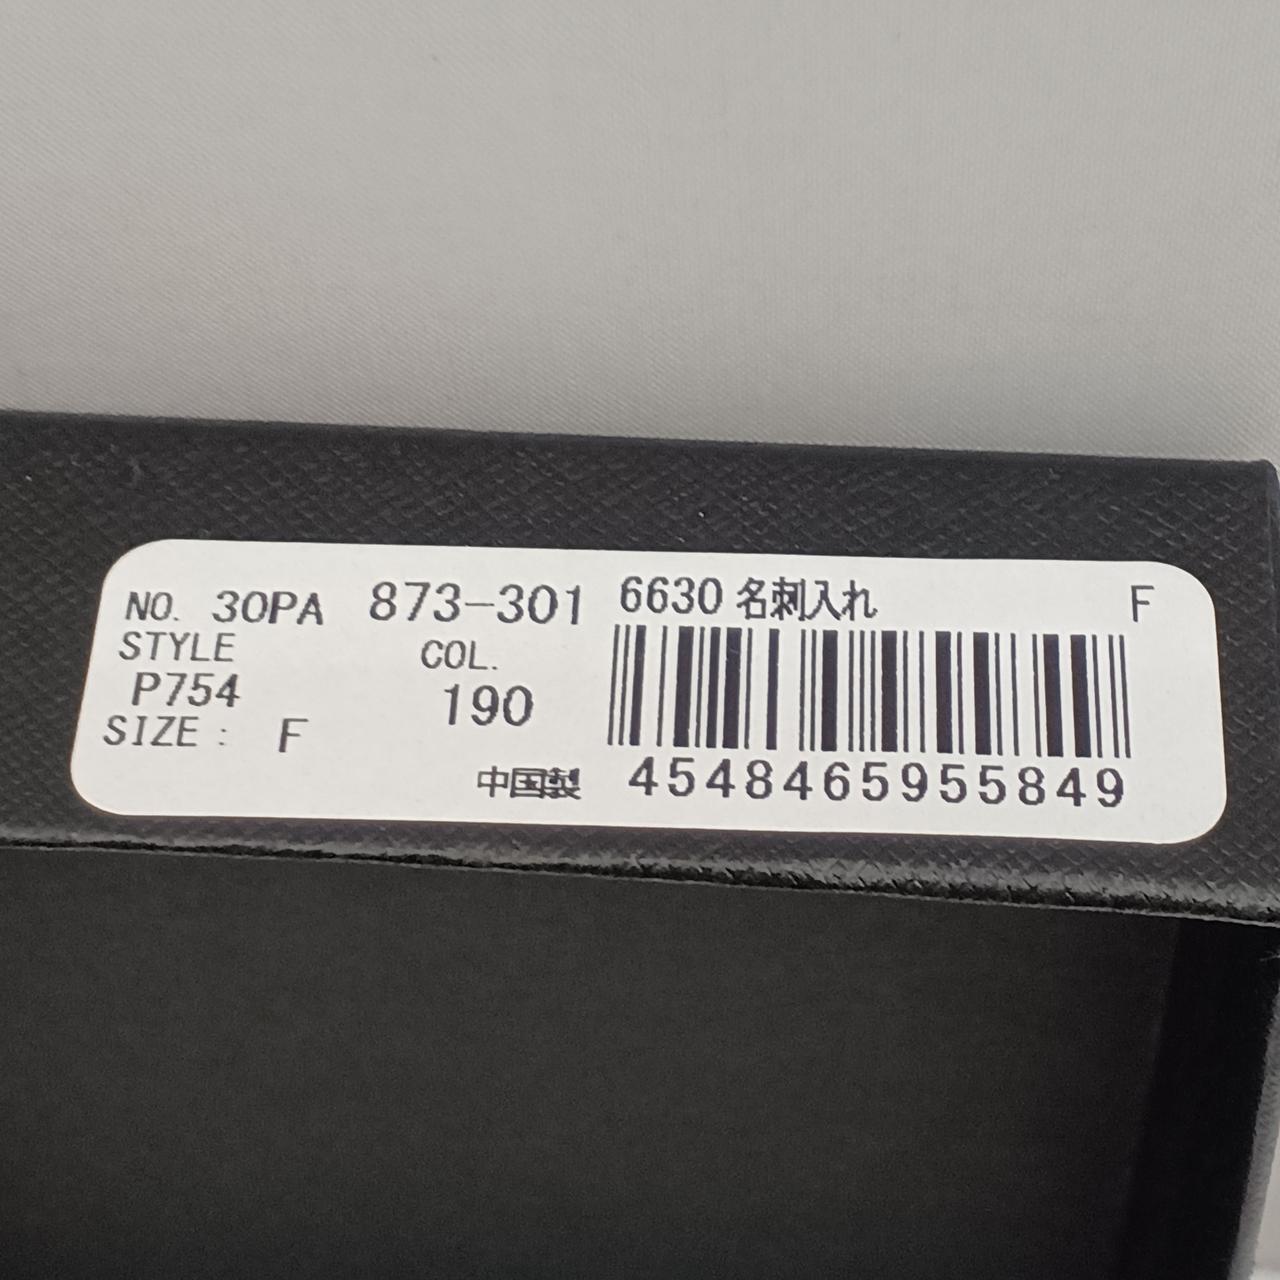 NO. 30PA 873-301 6630 名刺入れ F
STYLE COL.
P754 190
SIZE : F
中国製 4548465955849